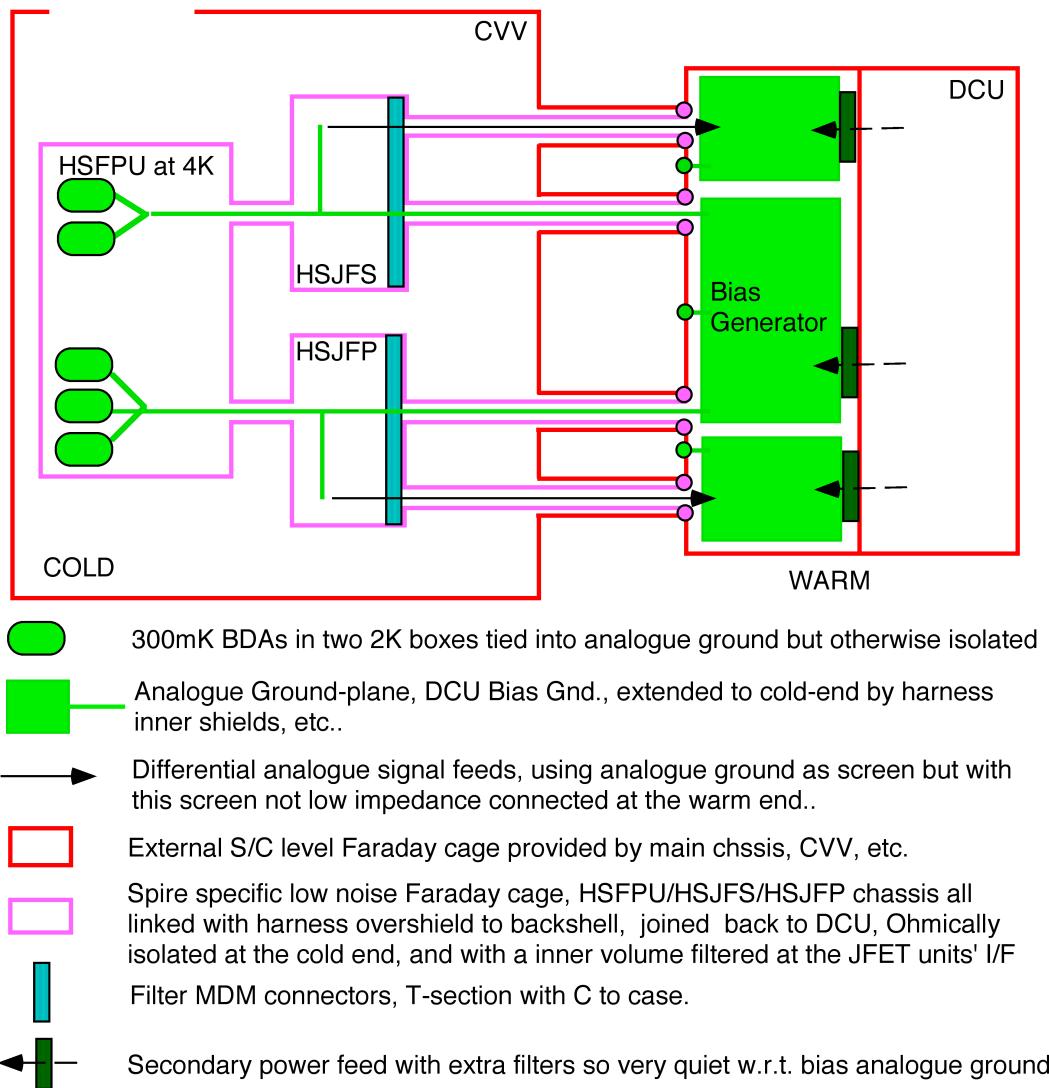 CVV
DCU
HSFPU at 4K
HSJFS
Bias
Generator
HSJFP
COLD
WARM
300mK BDAs in two 2K boxes tied into analogue ground but otherwise isolated
Analogue Ground-plane, DCU Bias Gnd., extended to cold-end by harness
inner shields, etc..
Differential analogue signal feeds, using analogue ground as screen but with
this screen not low impedance connected at the warm end..
External S/C level Faraday cage provided by main chssis, CVV, etc.
Spire specific low noise Faraday cage, HSFPU/HSJFS/HSJFP chassis all
linked with harness overshield to backshell, joined back to DCU, Ohmically
isolated at the cold end, and with a inner volume filtered at the JFET units' I/F
Filter MDM connectors, T-section with C to case.
Secondary power feed with extra filters so very quiet w.r.t. bias analogue ground